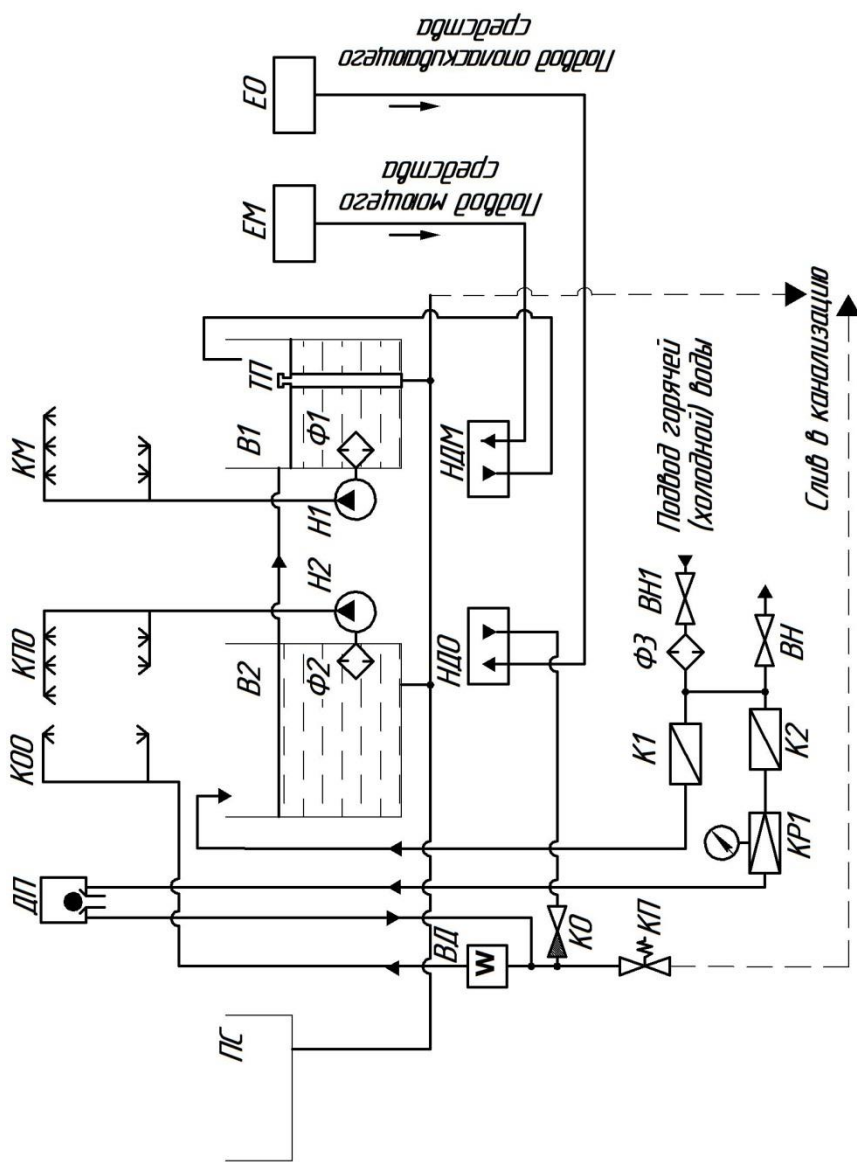 ПС
ДП
КОО
КПО
КМ
ВД
В2
Ф2
Н2
Н1
В1
Ф1
ТП
ЕМ
Подвод моющего
средства
ЕО
Подвод ополаскивающего
средства
НДО
НДМ
КО
КП
КР1
К1
К2
Ф3
ВН1
ВН
W
Подвод горячей
(холодной) воды
Слив в канализацию